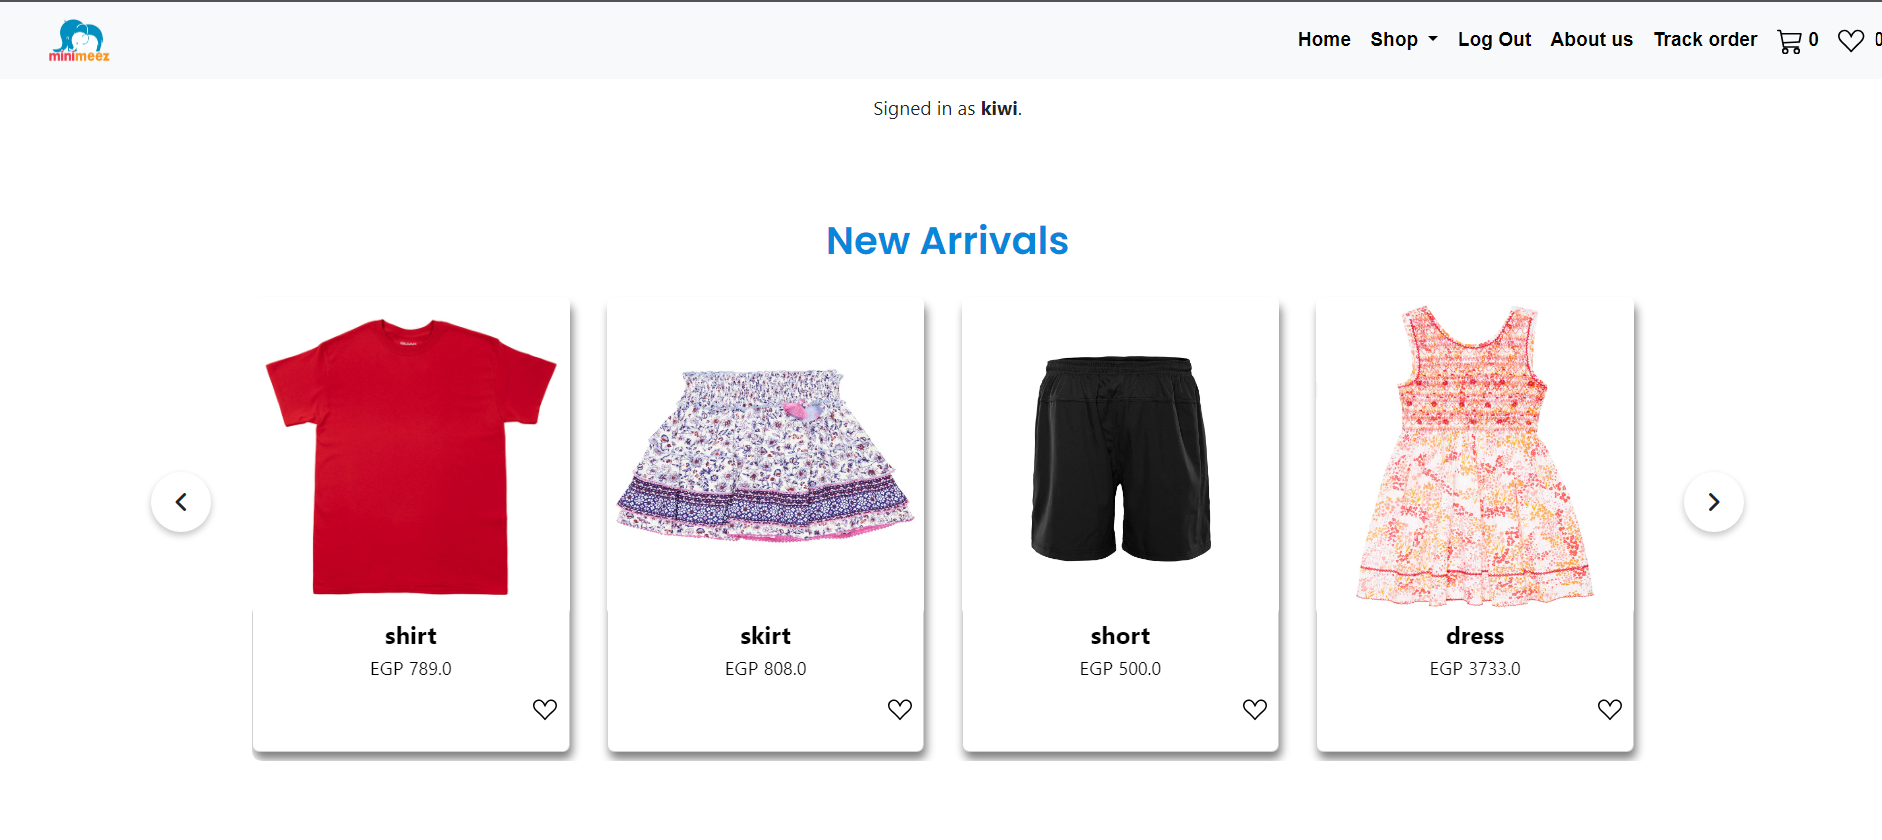 minimeez
Home Shop Log Out About us Track order 0 0
Signed in as kiwi.
New Arrivals
shirt
EGP 789.0
skirt
EGP 808.0
short
EGP 500.0
dress
EGP 3733.0